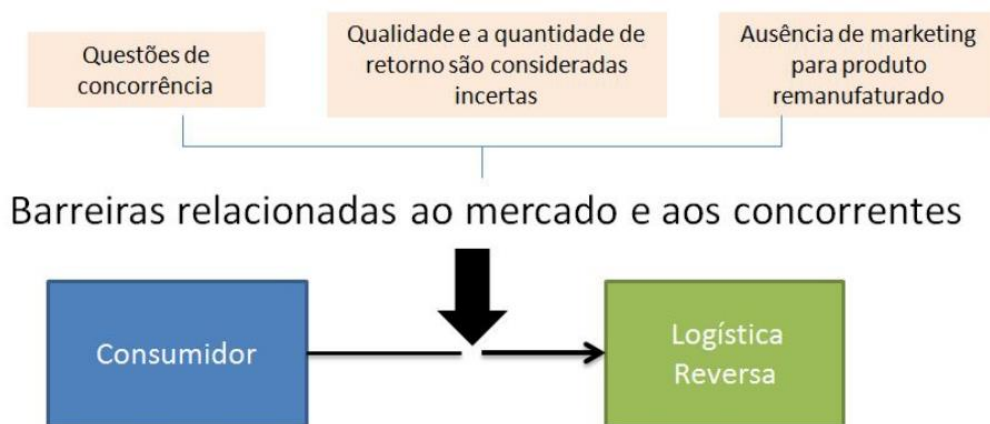 Questões de
concorrência
Qualidade e a quantidade de
retorno são consideradas
incertas
Ausência de marketing
para produto
remanufaturado
Barreiras relacionadas ao mercado e aos concorrentes
Consumidor
Logística
Reversa